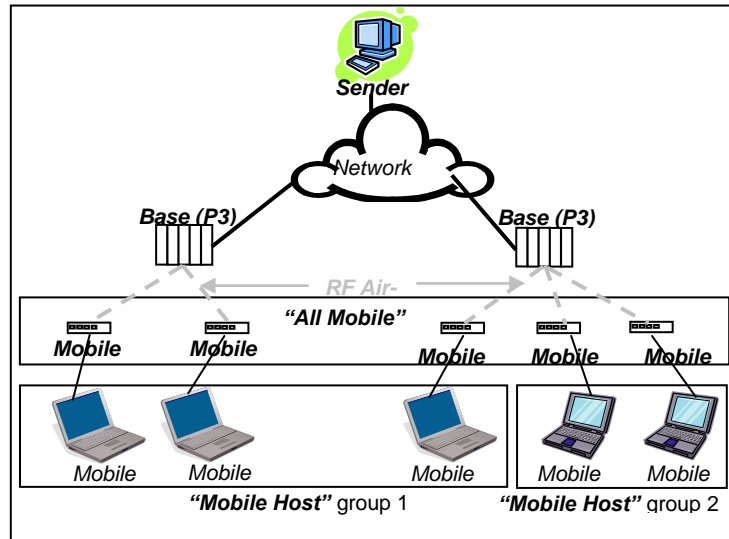 Sender
Network
Base (P3)
Base (P3)
RF Air-
“All Mobile”
Mobile
Mobile
Mobile
Mobile
Mobile
Mobile
Mobile
Mobile
Mobile
Mobile
“Mobile Host” group 1
“Mobile Host” group 2